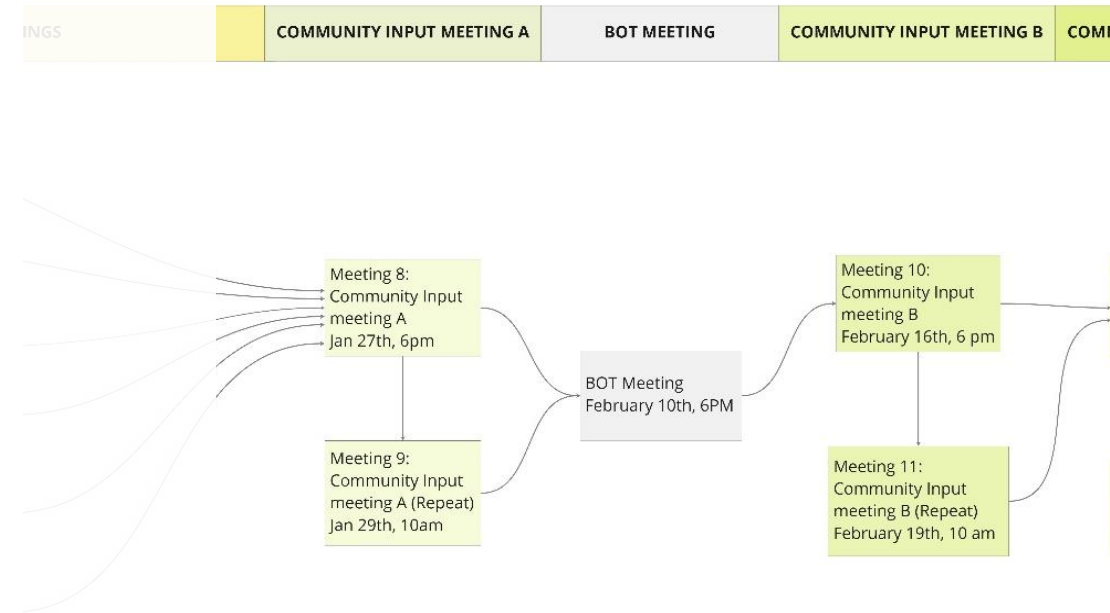 INGS
COMMUNITY INPUT MEETING A
BOT MEETING
COMMUNITY INPUT MEETING B
COM
Meeting 8:
Community Input
meeting A
Jan 27th, 6pm
Meeting 9:
Community Input
meeting A (Repeat)
Jan 29th, 10am
BOT Meeting
February 10th, 6PM
Meeting 10:
Community Input
meeting B
February 16th, 6 pm
Meeting 11:
Community Input
meeting B (Repeat)
February 19th, 10 am